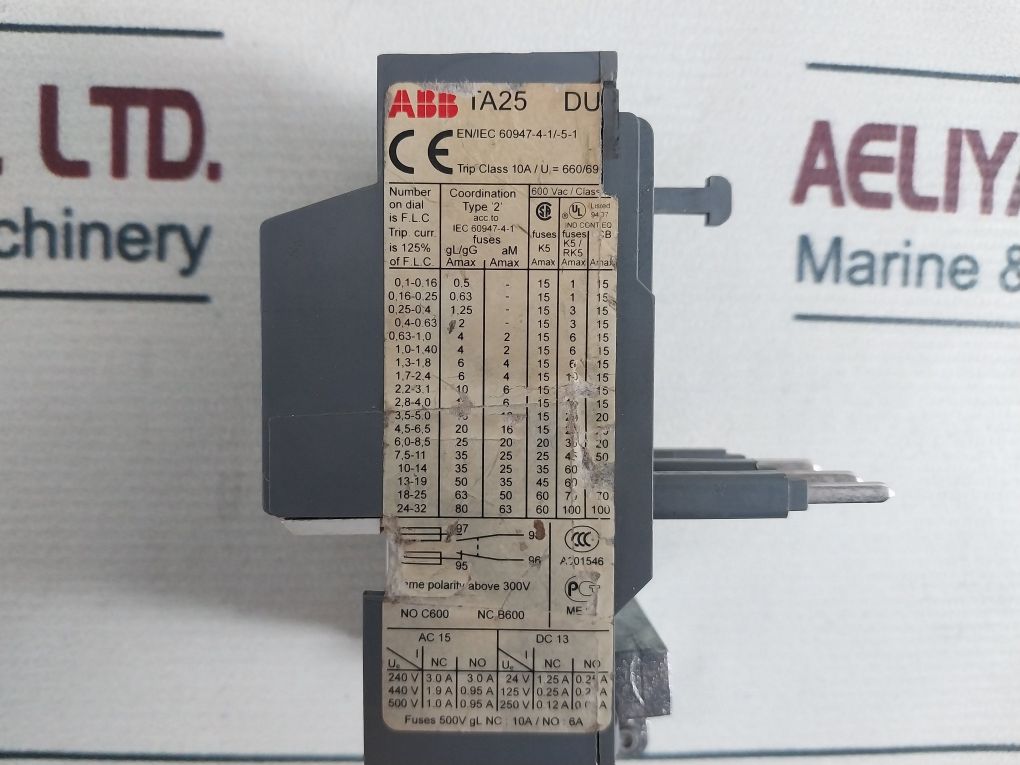 . LTD.
chinery
AELIYA
Marine &
ABB TA25 DU
CE EN/IEC 60947-4-1/-5-1
Trip Class 10A / Ui = 660/69
Number on dial is F.L.C Trip. curr. is 125% of F.L.C.
Coordination Type '2' acc.to IEC 60947-4-1 fuses
gL/gG aM
Amax Amax
600 Vac / Class
SA UL Listed
IND CONT EQ
fuses K5 Amax
fuses K5 / RK5 Amax
CB Amax
0,1-0.16 0.5 - 15 1 15
0,16-0.25 0.63 - 15 1 15
0,25-0.4 1.25 - 15 3 15
0,4-0.63 2 - 15 3 15
0,63-1,0 4 2 15 6 15
1,0-1,40 4 2 15 6 15
1,3-1,8 6 4 15 6 15
1,7-2,4 6 4 15 15
2.2-3.1 10 6 15 15
2,8-4,0 6 15 15
3,5-5.0 15 20
4,5-6,5 20 16 15
6,0-8,5 25 20 20 20
7.5-11 35 25 25 50
10-14 35 25 35 60
13-19 50 35 45
18-25 63 50 60 70
24-32 80 63 60 100 100
97
95 96
polarity above 300V
NO C600 NC B600
CCC
01546
ME
AC 15 DC 13
Ue I NC NO Ue I NC NO
240 V 3.0 A 3.0 A 24 V 1.25 A
440 V 1.9 A 0.95 A 125 V 0.25 A
500 V 1.0 A 0.95 A 250 V 0.12 A
Fuses 500V gL NC : 10A / NO : 6A